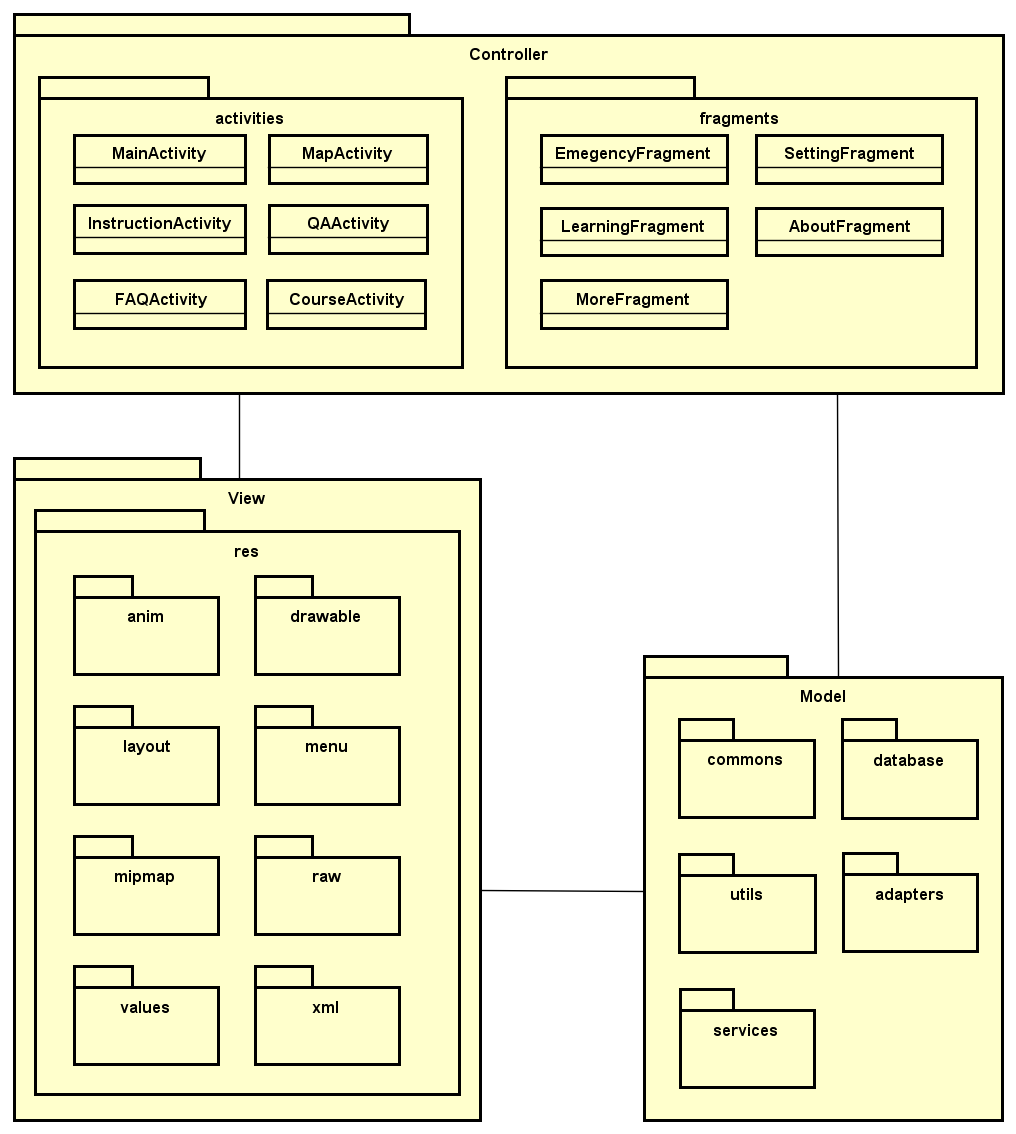 Controller
activities
MainActivity
MapActivity
InstructionActivity
QAActivity
FAQActivity
CourseActivity
fragments
EmegencyFragment
SettingFragment
LearningFragment
AboutFragment
MoreFragment
View
res
anim
drawable
layout
menu
mipmap
raw
values
xml
Model
commons
database
utils
adapters
services